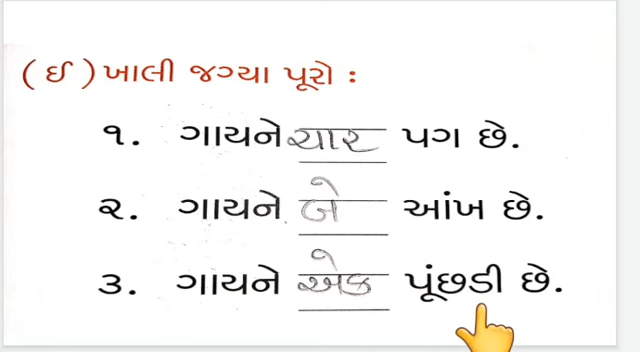 (ઈ) ખાલી જગ્યા પૂરો :
૧. ગાયને ચાર પગ છે.
૨. ગાયને બે આંખ છે.
૩. ગાયને એક પૂંછડી છે.